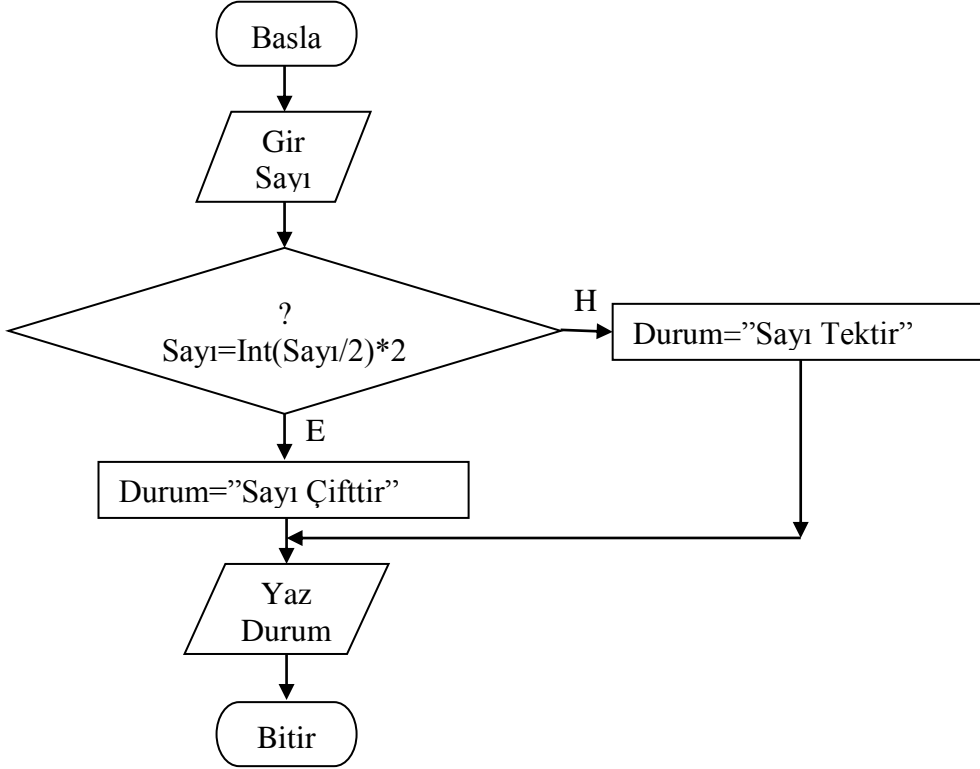 Basla
Gir
Sayı
?
Sayı=Int(Sayı/2)*2
H
Durum=”Sayı Tektir”
E
Durum=”Sayı Çifttir”
Yaz
Durum
Bitir